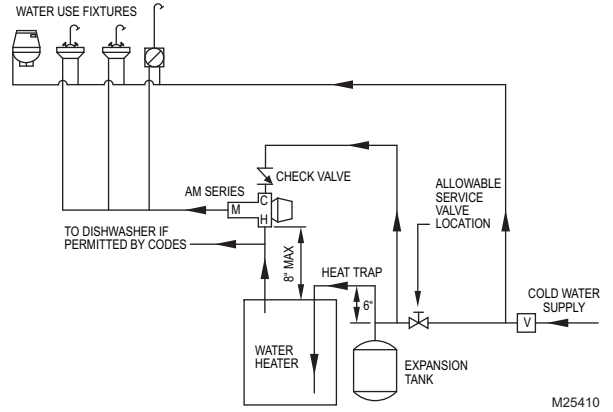 WATER USE FIXTURES
CHECK VALVE
AM SERIES
C
M
H
ALLOWABLE
SERVICE
VALVE
LOCATION
TO DISHWASHER IF
PERMITTED BY CODES
8" MAX
HEAT TRAP
6"
COLD WATER
SUPPLY
V
WATER
HEATER
EXPANSION
TANK
M25410